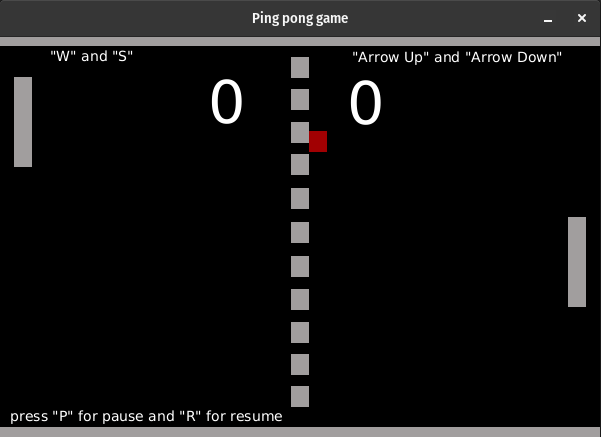 Ping pong game
"W" and "S"
"Arrow Up" and "Arrow Down"
0
0
press "P" for pause and "R" for resume